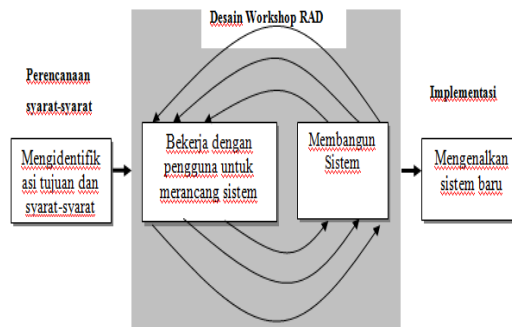 Desain Workshop RAD
Perencanaan
syarat-syarat
Mengidentifik
asi tujuan dan
syarat-syarat
Bekerja dengan
pengguna untuk
merancang sistem
Membangun
Sistem
Implementasi
Mengenalkan
sistem baru